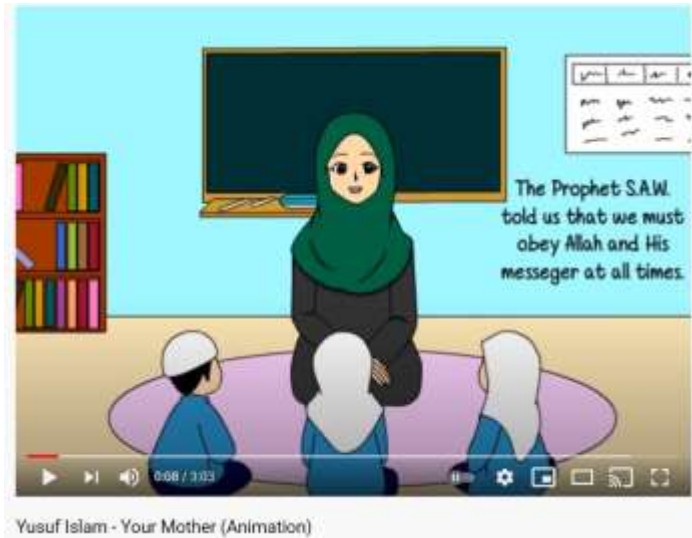 The Prophet S.A.W.
told us that we must
obey Allah and His
messeger at all times.
0:08 / 3:03
Yusuf Islam - Your Mother (Animation)